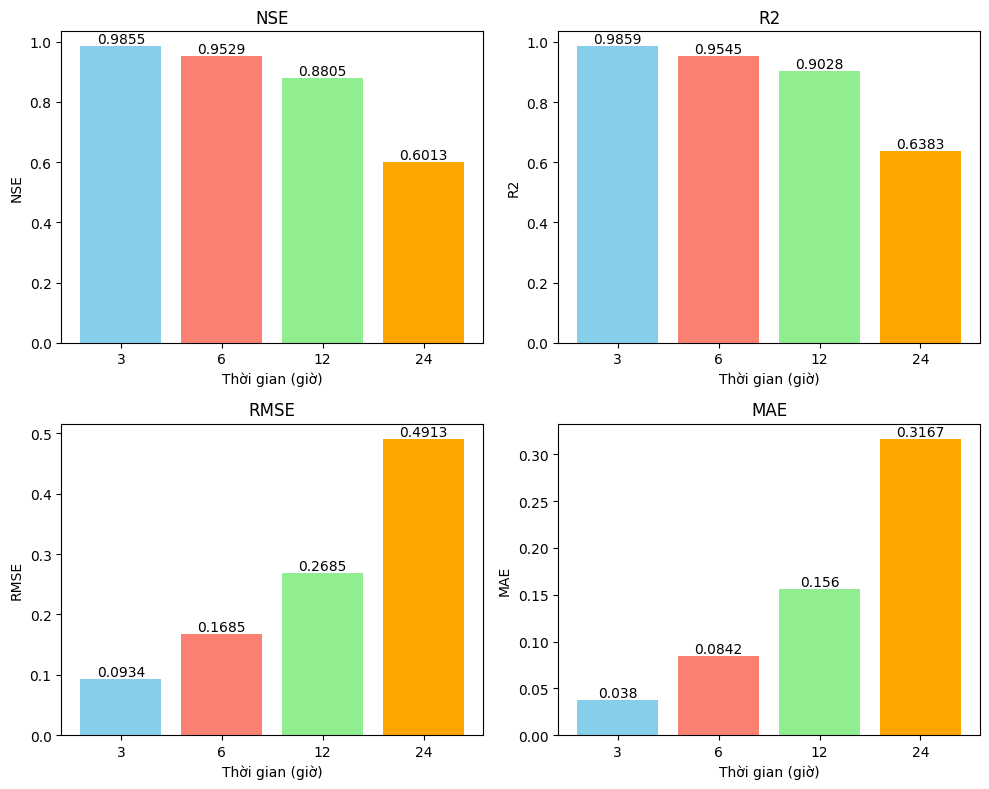 NSE
NSE
1.0
0.8
0.6
0.4
0.2
0.0
0.9855
0.9529
0.8805
0.6013
3 6 12 24
Thời gian (giờ)
R2
R2
1.0
0.8
0.6
0.4
0.2
0.0
0.9859
0.9545
0.9028
0.6383
3 6 12 24
Thời gian (giờ)
RMSE
RMSE
0.5
0.4
0.3
0.2
0.1
0.0
0.0934
0.1685
0.2685
0.4913
3 6 12 24
Thời gian (giờ)
MAE
MAE
0.30
0.25
0.20
0.15
0.10
0.05
0.00
0.038
0.0842
0.156
0.3167
3 6 12 24
Thời gian (giờ)